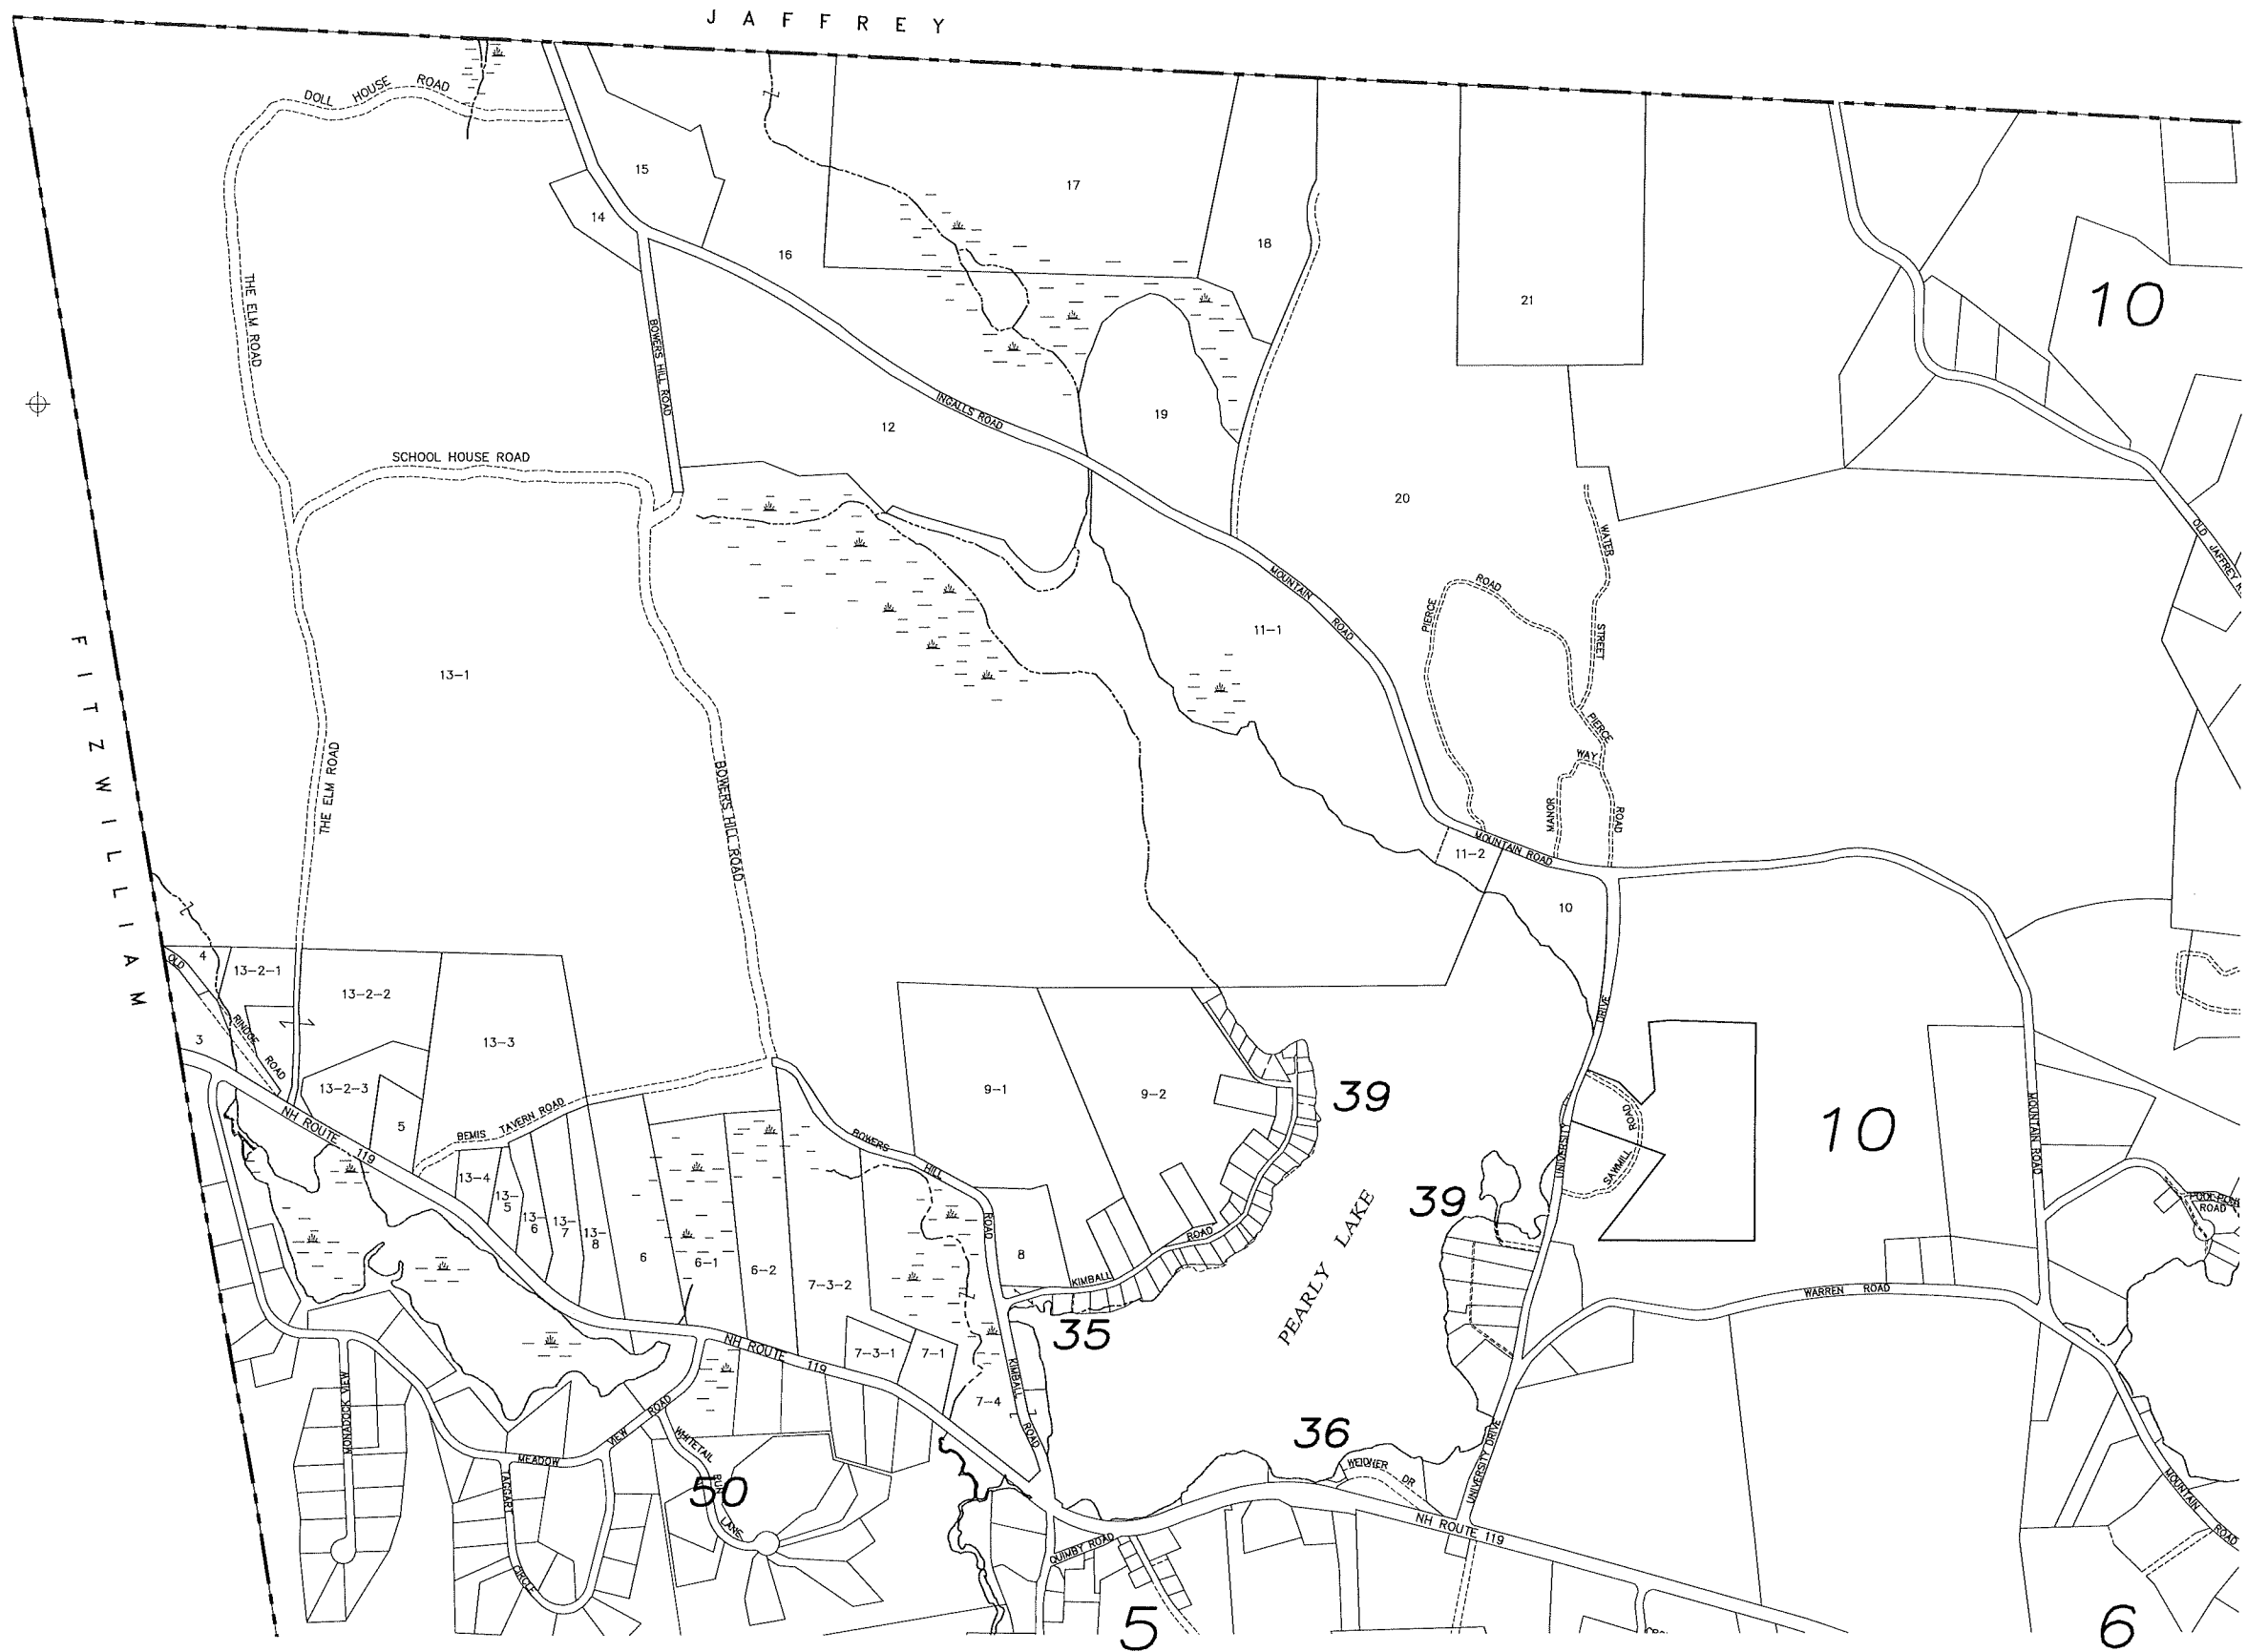 J A F F R E Y
DOLL HOUSE ROAD
15
14
17
16
18
10
21
THE ELM ROAD
BOWERS HILL ROAD
INGALLS ROAD
12
19
SCHOOL HOUSE ROAD
20
OLD JAFFREY
WATER STREET
MOUNTAIN ROAD
PIERCE ROAD
11-1
F I T Z W I L L I A M
13-1
PIERCE ROAD
MANOR WAY
THE ELM ROAD
BOWERS HILL ROAD
MOUNTAIN ROAD
11-2
10
4
OLD RINDGE ROAD
13-2-1
13-2-2
13-3
3
13-2-3
5
NH ROUTE 119
BEMIS TAVERN ROAD
9-1
9-2
39
UNIVERSITY DRIVE
SAWMILL ROAD
10
MOUNTAIN ROAD
BOWERS HILL ROAD
13-4
13-5
13-6
13-7
13-8
6
6-1
6-2
7-3-2
8
KIMBALL ROAD
39
PEARLY LAKE
ROAD
WARREN ROAD
35
NH ROUTE 119
7-3-1
7-1
7-4
KIMBALL ROAD
MONADOCK VIEW
MEADOW VIEW ROAD
TAGGART CIRCLE
WHITETAIL RUN LANE
50
36
WEIDNER DR
UNIVERSITY DRIVE
NH ROUTE 119
QUIMBY ROAD
MOUNTAIN ROAD
5
6